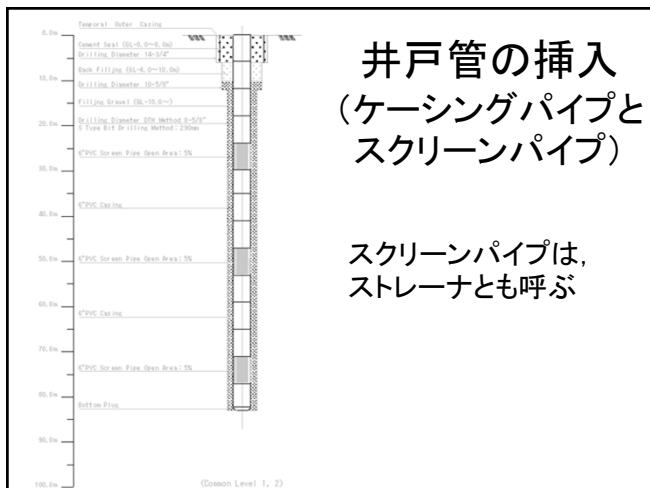 井戸管の挿入
（ケーシングパイプと
スクリーンパイプ）
スクリーンパイプは，
ストレーナとも呼ぶ
Temporal Outer Casing
0.0m
Cement Seal (GL-0.0～6.0m)
Drilling Diameter 14-3/4"
Back Filling (GL-6.0～10.0m)
10.0m
Drilling Diameter 10-5/8"
Filling Gravel (GL-10.0～)
20.0m
Drilling Diameter DTH Method 8-5/8"
S Type Bit Drilling Method: 230mm
6"PVC Screen Pipe Open Area:5%
30.0m
6"PVC Casing
40.0m
50.0m
6"PVC Screen Pipe Open Area:5%
60.0m
6"PVC Casing
70.0m
6"PVC Screen Pipe Open Area:5%
80.0m
Bottom Plug
90.0m
100.0m
(Common Level 1, 2)